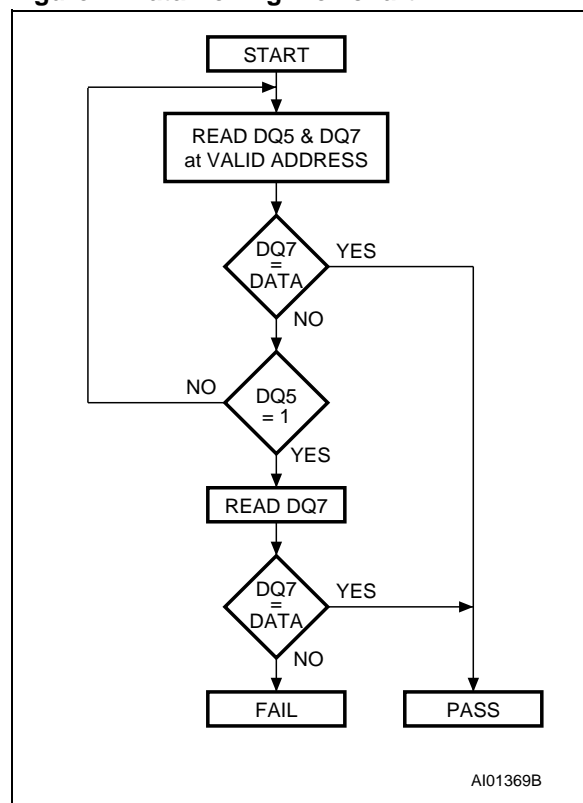 START
READ DQ5 & DQ7
at VALID ADDRESS
DQ7
=
DATA
YES
NO
NO
DQ5
= 1
YES
READ DQ7
DQ7
=
DATA
YES
NO
FAIL
PASS
AI01369B